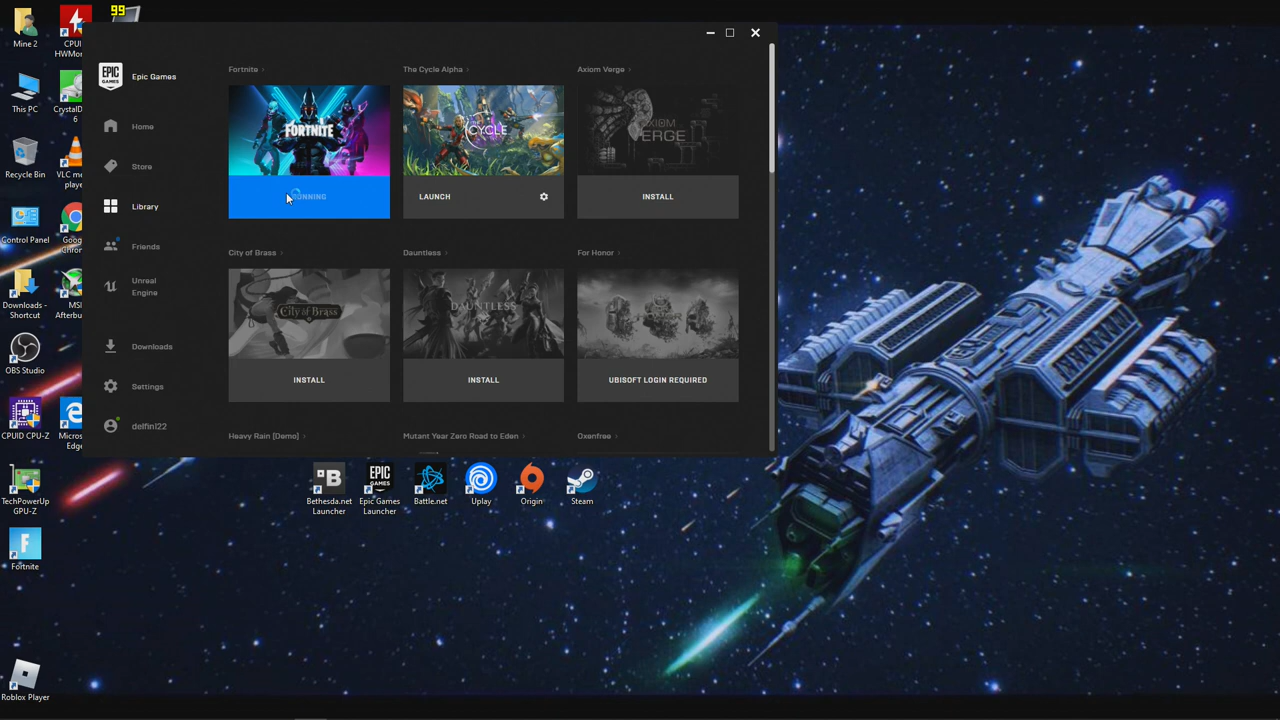 99
Mine 2
CPUI
HWMon
This PC
CrystalD
6
Recycle Bin
VLC me
playe
Control Panel
Goog
Chron
Downloads -
Shortcut
MSI
Afterbu
OBS Studio
CPUID CPU-Z
Micros
Edge
TechPowerUp
GPU-Z
Fortnite
Roblox Player
EPIC
GAMES
Epic Games
Home
Store
Library
Friends
Unreal
Engine
Downloads
Settings
delfin122
Fortnite
The Cycle Alpha
Axiom Verge
FORTNITE
CYCLE
AXIOM
VERGE
LAUNCH
INSTALL
City of Brass
Dauntless
For Honor
City of Brass
DAUNTLESS
INSTALL
INSTALL
UBISOFT LOGIN REQUIRED
Heavy Rain [Demo]
Mutant Year Zero Road to Eden
Oxenfree
EPIC
GAMES
Bethesda.net
Launcher
Epic Games
Launcher
Battle.net
Uplay
Origin
Steam